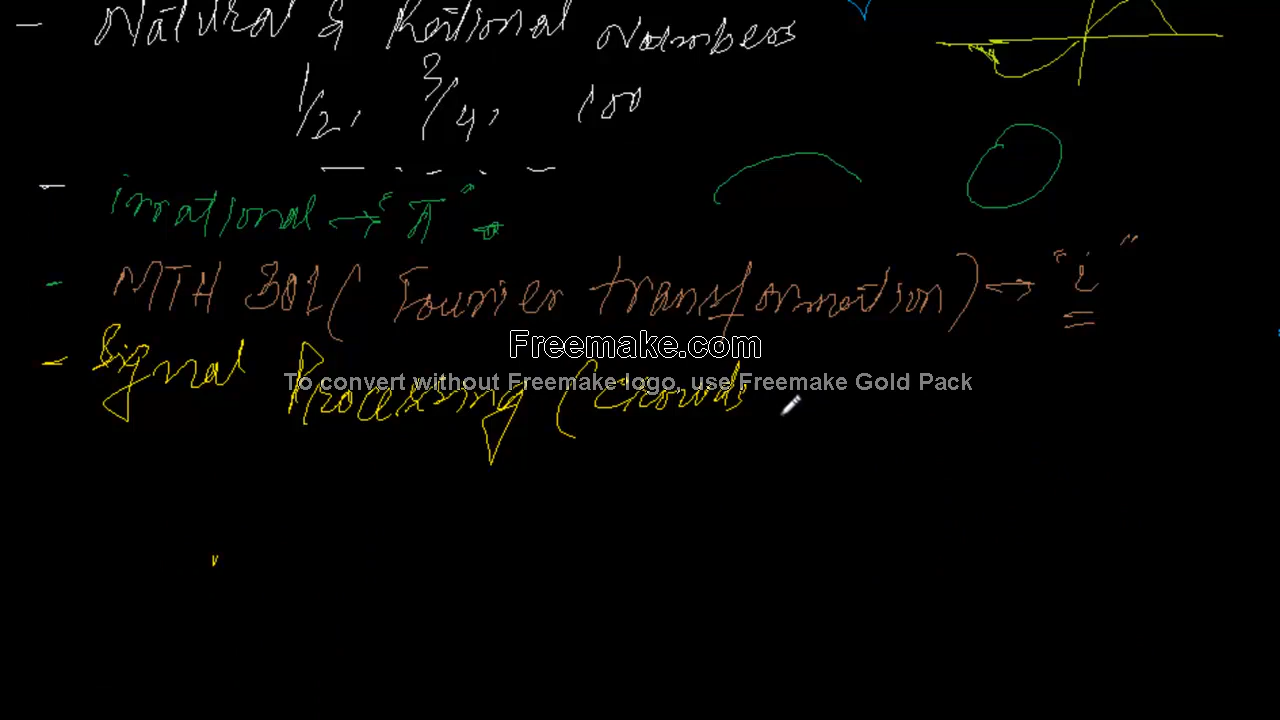 - Natural & Rational Numbers
1/2, 3/4, 100
- irrational → "π"
- MTH 301 ( Fourier transformation) → "i"
Freemake.com
- Signal Processing (
To convert without Freemake logo, use Freemake Gold Pack